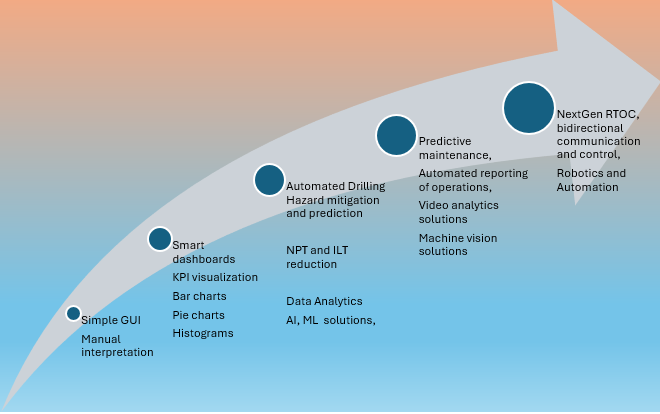 Simple GUI
Manual
interpretation
Smart
dashboards
KPI visualization
Bar charts
Pie charts
Histograms
Automated Drilling
Hazard mitigation
and prediction
NPT and ILT
reduction
Data Analytics
AI, ML  solutions,
Predictive
maintenance,
Automated reporting
of operations,
Video analytics
solutions
Machine vision
solutions
NextGen RTOC,
bidirectional
communication
and control,
Robotics and
Automation